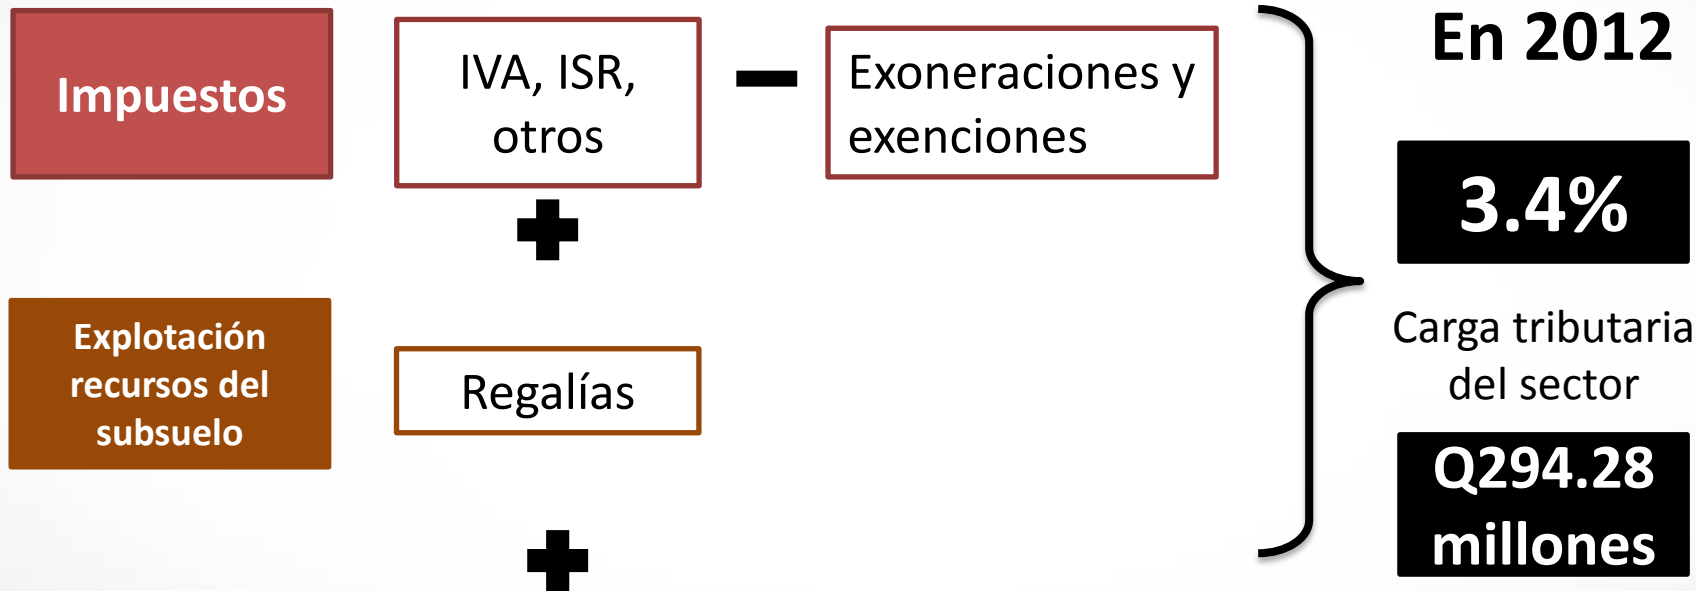 Impuestos
IVA, ISR,
otros
Exoneraciones y
exenciones
Explotación
recursos del
subsuelo
Regalías
En 2012
3.4%
Carga tributaria
del sector
Q294.28
millones